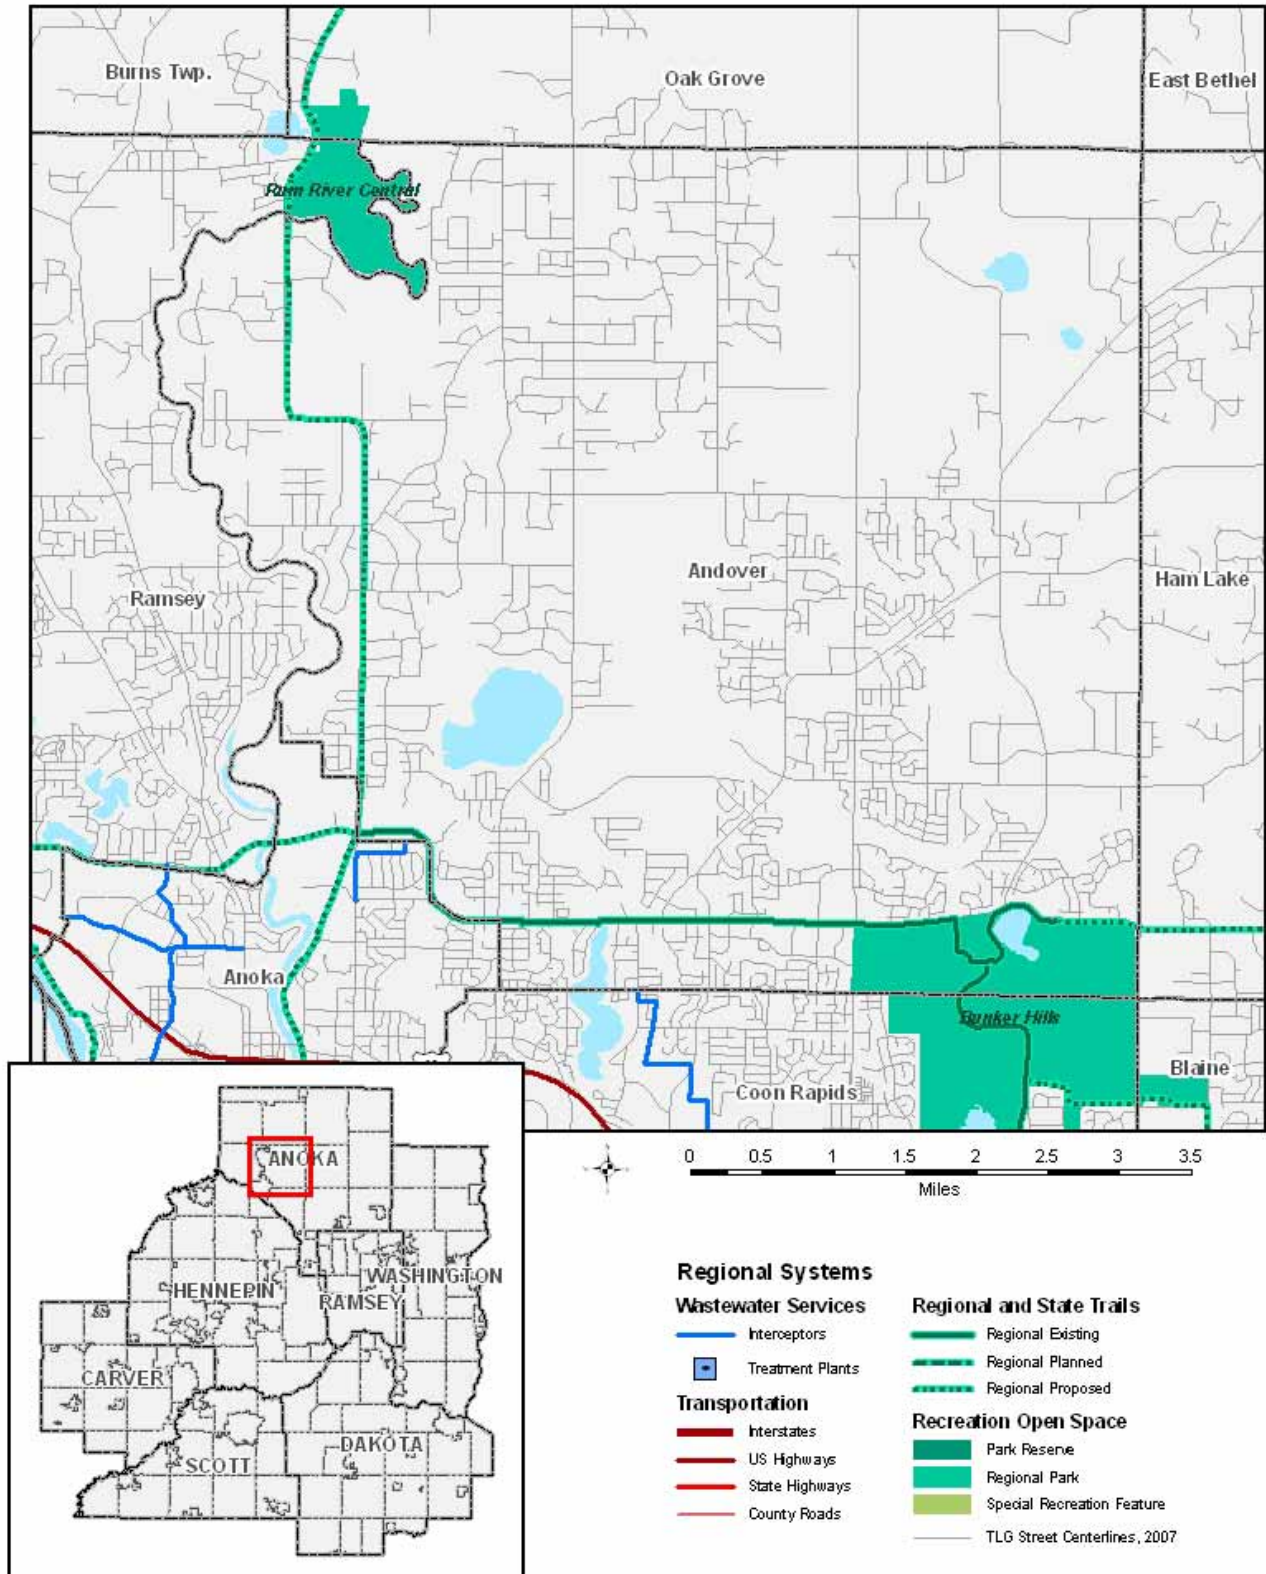 Burns Twp.
Oak Grove
East Bethel
Rum River Central
Andover
Ham Lake
Ramsey
Anoka
Bunker Hills
Blaine
Coon Rapids
ANOKA
HENNEPIN
WASHINGTON
RAMSEY
CARVER
SCOTT
DAKOTA
0 0.5 1 1.5 2 2.5 3 3.5
Miles
Regional Systems
Wastewater Services
Interceptors
Treatment Plants
Transportation
Interstates
US Highways
State Highways
County Roads
Regional and State Trails
Regional Existing
Regional Planned
Regional Proposed
Recreation Open Space
Park Reserve
Regional Park
Special Recreation Feature
TLG Street Centerlines, 2007